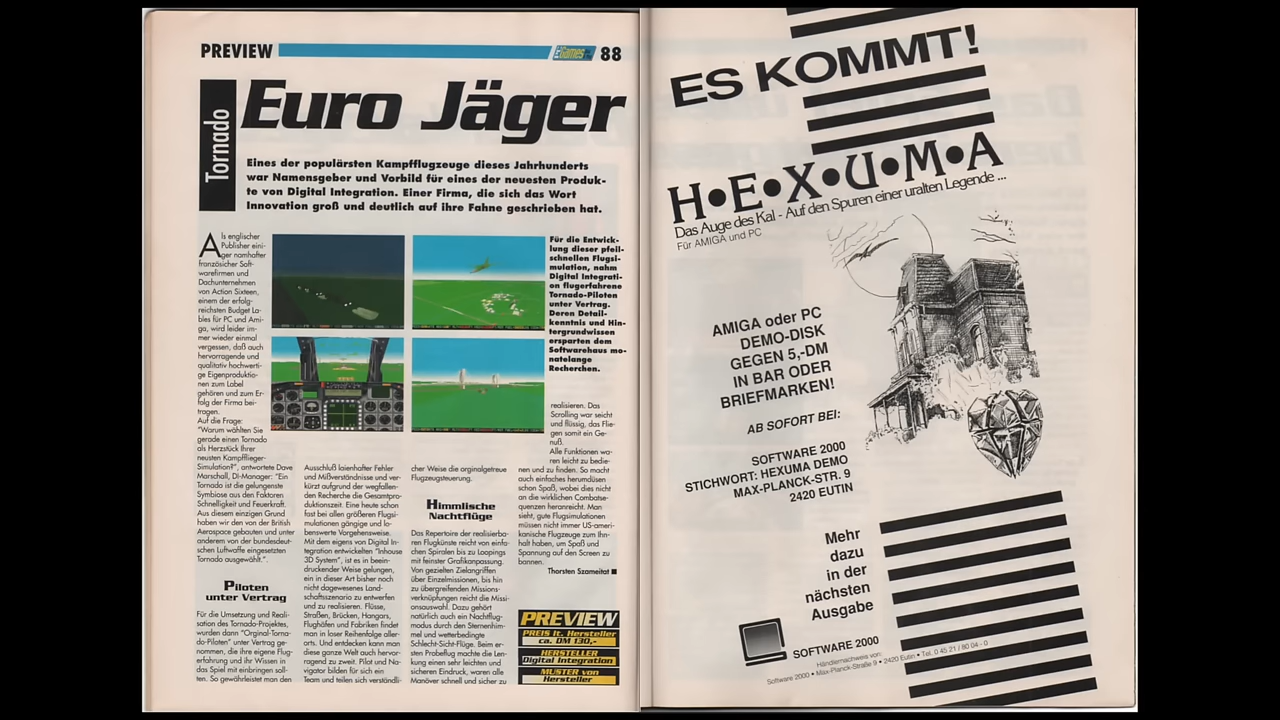 PREVIEW
Games
88
Tornado
Euro Jäger
Eines der populärsten Kampfflugzeuge dieses Jahrhunderts
war Namensgeber und Vorbild für eines der neuesten Produk-
te von Digital Integration. Einer Firma, die sich das Wort
Innovation groß und deutlich auf ihre Fahne geschrieben hat.
Als englischer
Publisher eini-
ger namhafter
französicher Soft-
warefirmen und
Dachunternehmen
von Action Sixteen,
einem der erfolg-
reichsten Budget La-
bles für PC und Ami-
ga, wird leider im-
mer wieder einmal
vergessen, daß auch
hervorragende und
qualitativ hochwerti-
ge Eigenproduktio-
nen zum Label
gehören und zum Er-
folg der Firma bei-
tragen.
Auf die Frage:
"Warum wählten Sie
gerade einen Tornado
als Herzstück Ihrer
neusten Kampfflieger-
Simulation?", antwortete Dave
Marschall, DI-Manager: "Ein
Tornado ist die gelungenste
Symbiose aus den Faktoren
Schnelligkeit und Feuerkraft.
Aus diesem einzigen Grund
haben wir den von der British
Aerospace gebauten und unter
anderem von der bundesdeut-
schen Luftwaffe eingesetzten
Tornado ausgewählt.".
Piloten
unter Vertrag
Für die Umsetzung und Reali-
sation des Tornado-Projektes,
wurden dann "Orginal-Torna-
do-Piloten" unter Vertrag ge-
nommen, die ihre eigene Flug-
erfahrung und ihr Wissen in
das Spiel mit einbringen soll-
ten. So gewährleistet man den
Ausschluß laienhafter Fehler
und Mißverständnisse und ver-
kürzt aufgrund der wegfallen-
den Recherche die Gesamtpro-
duktionszeit. Eine heute schon
fast bei allen größeren Flugsi-
mulationen gängige und lo-
benswerte Vorgehensweise.
Mit dem eigens von Digital In-
tegration entwickelten "Inhouse
3D System", ist es in beein-
druckender Weise gelungen,
ein in dieser Art bisher noch
nicht dagewesenes Land-
schaftsszenario zu entwerfen
und zu realisieren. Flüsse,
Straßen, Brücken, Hangars,
Flughäfen und Fabriken findet
man in loser Reihenfolge aller-
orts. Und entdecken kann man
diese ganze Welt auch hervor-
ragend zu zweit. Pilot und Na-
vigator bilden für sich ein
Team und teilen sich verständli-
cher Weise die orginalgetreue
Flugzeugsteuerung.
Himmlische
Nachtflüge
Das Repertoire der realisierba-
ren Flugkünste reicht von einfa-
chen Spiralen bis zu Loopings
mit feinster Grafikanpassung.
Von gezielten Zielangriffen
über Einzelmissionen, bis hin
zu übergreifenden Missions-
verknüpfungen reicht die Missi-
onsauswahl. Dazu gehört
natürlich auch ein Nachtflug-
modus durch den Sternenhim-
mel und wetterbedingte
Schlecht-Sicht-Flüge. Beim er-
sten Probeflug machte die Len-
kung einen sehr leichten und
sicheren Eindruck, waren alle
Manöver schnell und sicher zu
Für die Entwick-
lung dieser pfeil-
schnellen Flugsi-
mulation, nahm
Digital Integrati-
on flugerfahrene
Tornado-Piloten
unter Vertrag.
Deren Detail-
kenntnis und Hin-
tergrundwissen
ersparten dem
Softwarehaus mo-
natelange
Recherchen.
realisieren. Das
Scrolling war seicht
und flüssig, das Flie-
gen somit ein Ge-
nuß.
Alle Funktionen wa-
ren leicht zu bedie-
nen und zu finden. So macht
auch einfaches herumdüsen
schon Spaß, wobei dies nicht
an die wirklichen Combatse-
quenzen heranreicht. Man
sieht, gute Flugsimulationen
müssen nicht immer US-ameri-
kanische Flugzeuge zum Inn-
halt haben, um Spaß und
Spannung auf den Screen zu
bannen.
Thorsten Szameitat ■
PREVIEW
PREIS lt. Hersteller
ca. DM 130,-
HERSTELLER
Digital Integration
MUSTER von
Hersteller
ES KOMMT!
H•E•X•U•M•A
Das Auge des Kal - Auf den Spuren einer uralten Legende ...
Für AMIGA und PC
AMIGA oder PC
DEMO-DISK
GEGEN 5,-DM
IN BAR ODER
BRIEFMARKEN!
AB SOFORT BEI:
SOFTWARE 2000
STICHWORT: HEXUMA DEMO
MAX-PLANCK-STR. 9
2420 EUTIN
Mehr
dazu
in der
nächsten
Ausgabe
SOFTWARE 2000
Händlernachweis von:
Software 2000 • Max-Planck-Straße 9 • 2420 Eutin • Tel. 0 45 21 / 80 04 - 0